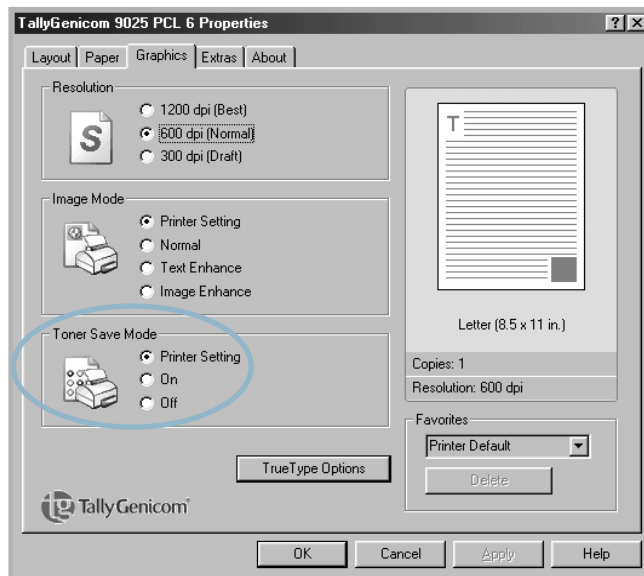 TallyGenicom 9025 PCL 6 Properties
Layout Paper Graphics Extras About
Resolution
S
1200 dpi (Best)
600 dpi (Normal)
300 dpi (Draft)
Image Mode
Printer Setting
Normal
Text Enhance
Image Enhance
Toner Save Mode
Printer Setting
On
Off
TrueType Options
tg TallyGenicom
T
Letter (8.5 x 11 in.)
Copies: 1
Resolution: 600 dpi
Favorites
Printer Default
Delete
OK Cancel Apply Help